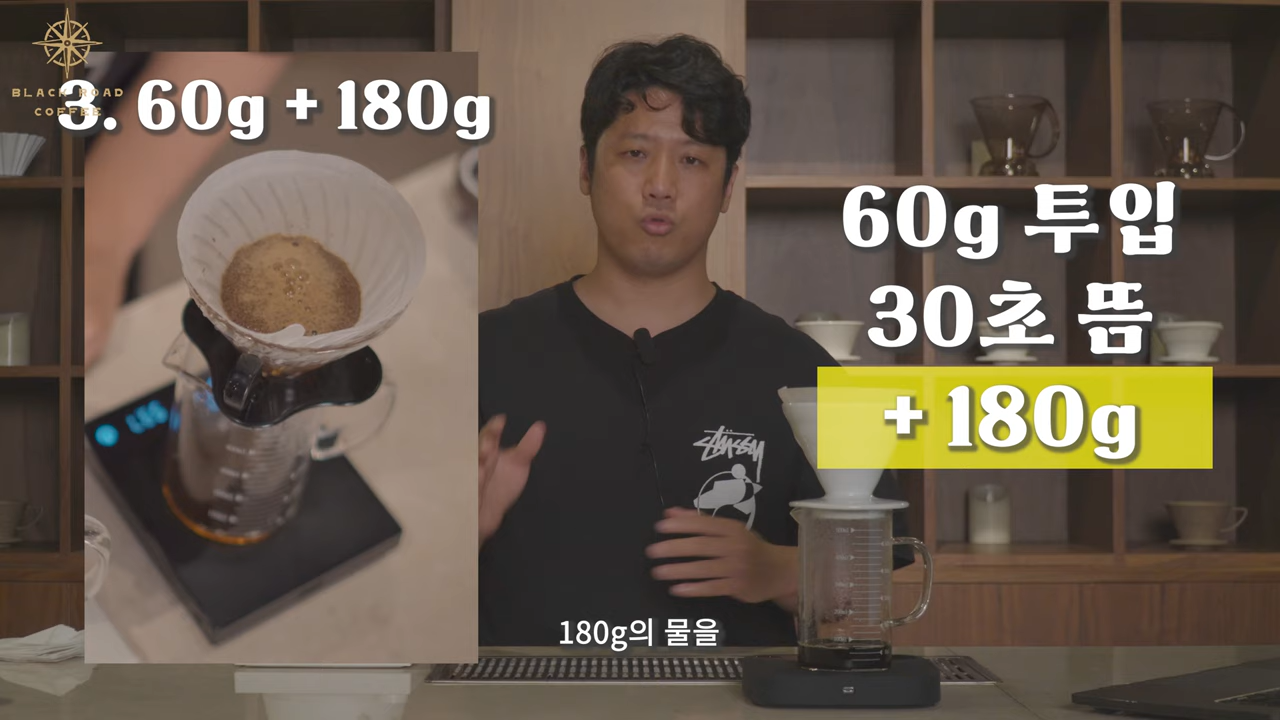 BLACK ROAD
COFFEE
3. 60g + 180g
60g 투입
30초 뜸
+ 180g
STÜSSY
180g의 물을